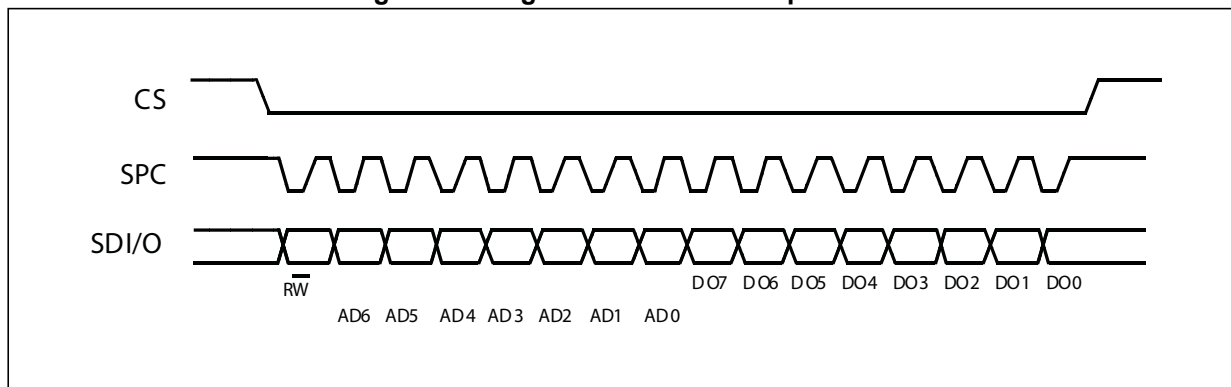 CS
SPC
SDI/O
RW
DO7 DO6 DO5 DO4 DO3 DO2 DO1 DO0
AD6 AD5 AD4 AD3 AD2 AD1 AD0